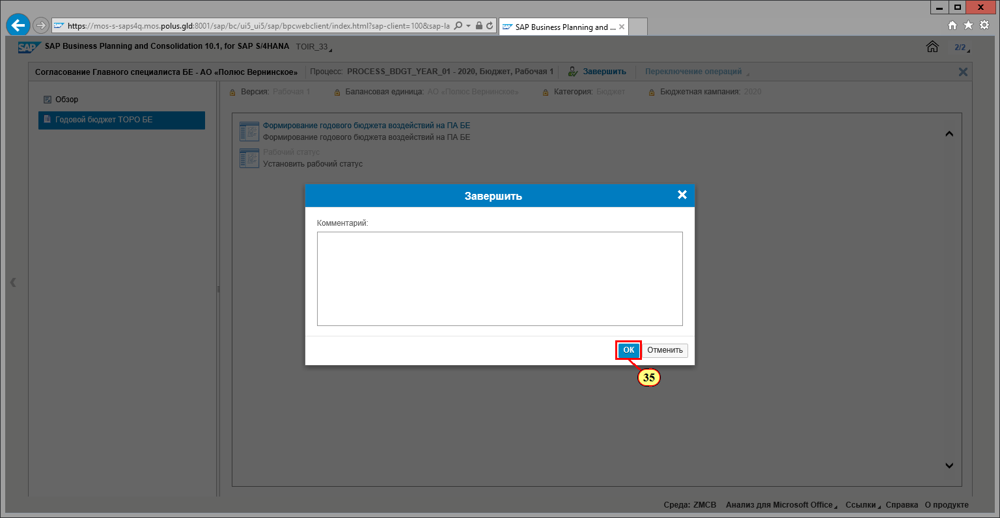 https://mos-s-saps4q.mos.polus.gld:8001/sap/bc/ui5_ui5/sap/bpcwebclient/index.html?sap-client=100&sap-la
SAP Business Planning and ...
SAP
SAP Business Planning and Consolidation 10.1, for SAP S/4HANA
TOIR_33
2/2
Согласование Главного специалиста БЕ - АО «Полюс Вернинское»
Процесс: PROCESS_BDGT_YEAR_01 - 2020, Бюджет, Рабочая 1
Завершить
Переключение операций
Обзор
Годовой бюджет ТОРО БЕ
Версия: Рабочая 1
Балансовая единица: АО «Полюс Вернинское»
Категория: Бюджет
Бюджетная кампания: 2020
Формирование годового бюджета воздействий на ПА БЕ
Формирование годового бюджета воздействий на ПА БЕ
Рабочий статус
Установить рабочий статус
Завершить
Комментарий:
ОК
Отменить
35
Среда: ZMCB
Анализ для Microsoft Office
Ссылки
Справка
О продукте